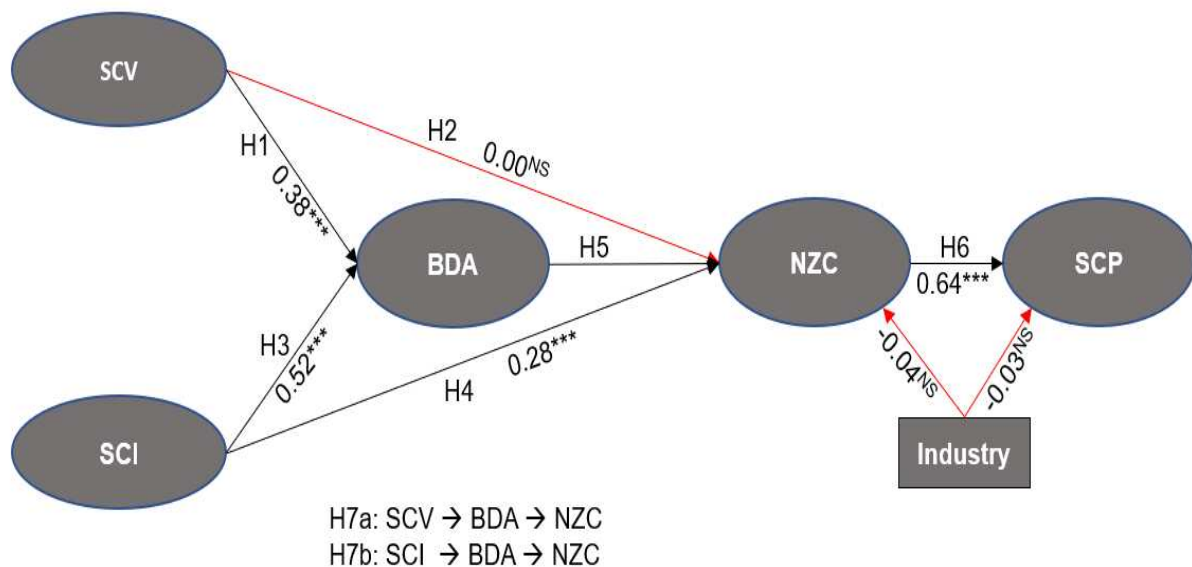 SCV
H1
0.38***
H2
0.00NS
BDA
H5
NZC
H6
0.64***
SCP
H3
0.52***
H4
0.28***
-0.04NS
-0.03NS
SCI
Industry
H7a: SCV → BDA → NZC
H7b: SCI → BDA → NZC